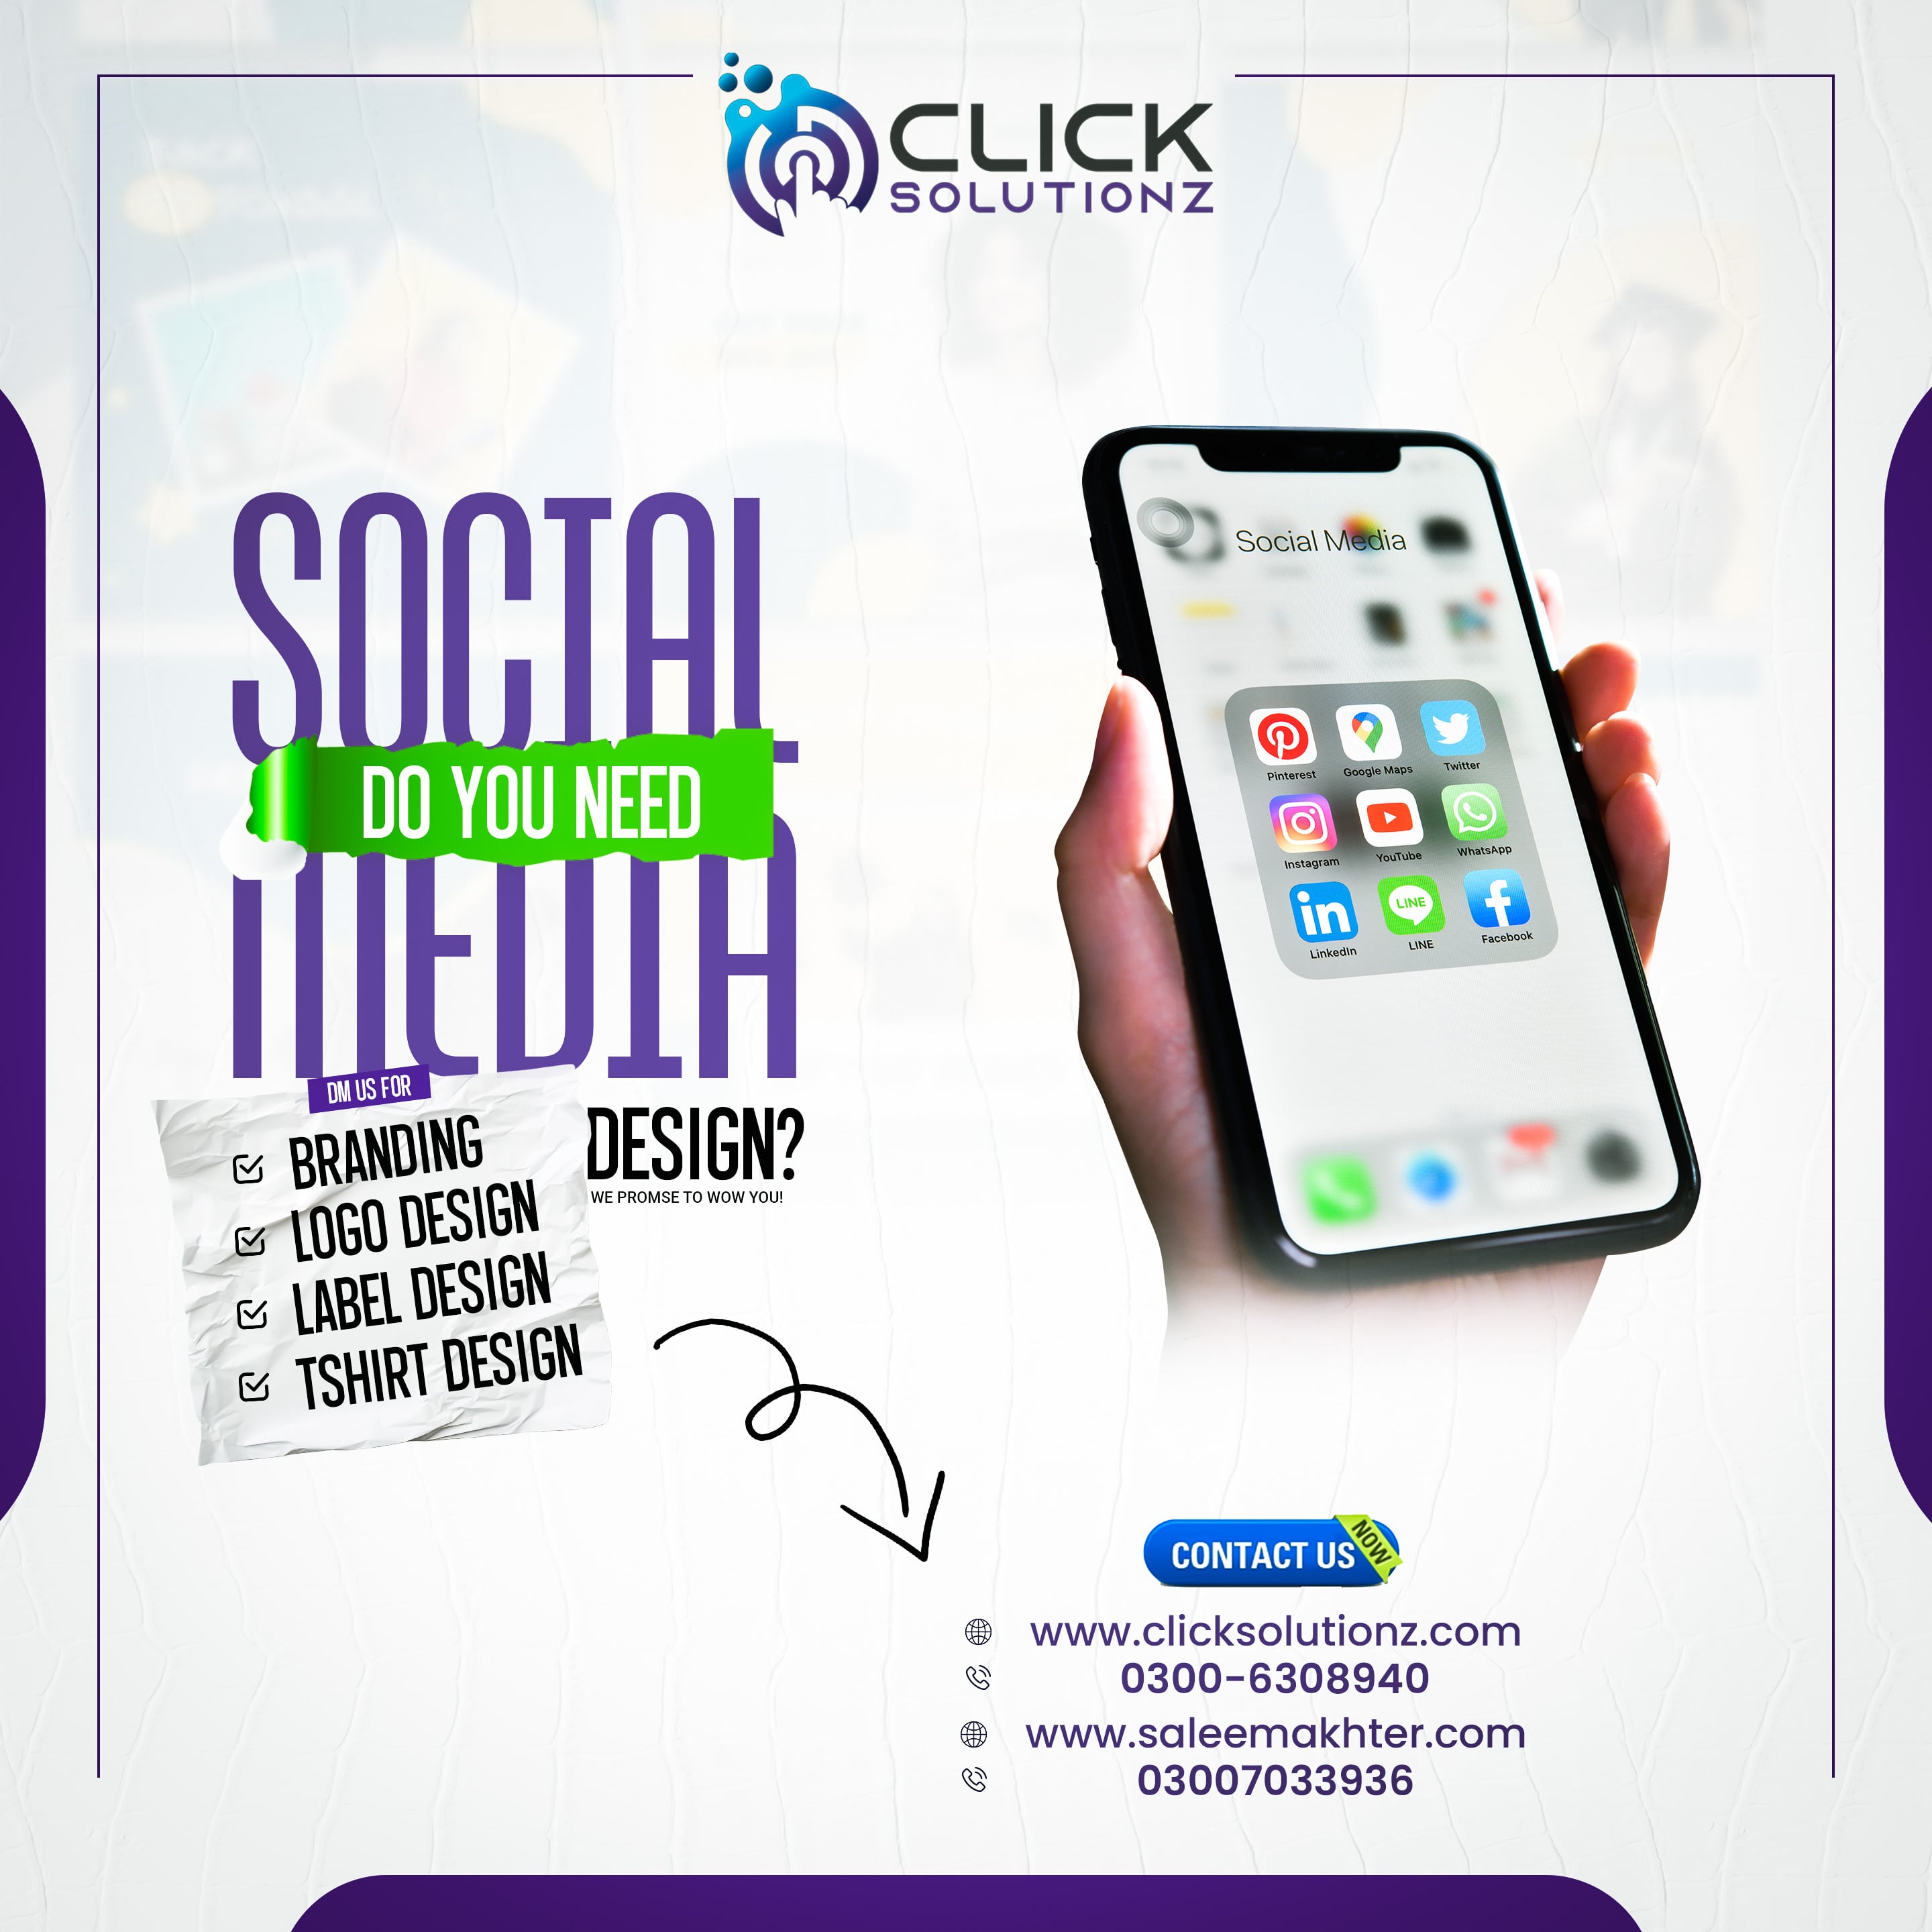 CLICK
SOLUTIONZ
SOCIAL
DO YOU NEED
MEDIA
DESIGN?
WE PROMSE TO WOW YOU!
DM US FOR
BRANDING
LOGO DESIGN
LABEL DESIGN
TSHIRT DESIGN
Social Media
Pinterest
Google Maps
Twitter
Instagram
YouTube
WhatsApp
in
LINE
LinkedIn
LINE
Facebook
CONTACT US NOW
www.clicksolutionz.com
0300-6308940
www.saleemakhter.com
03007033936